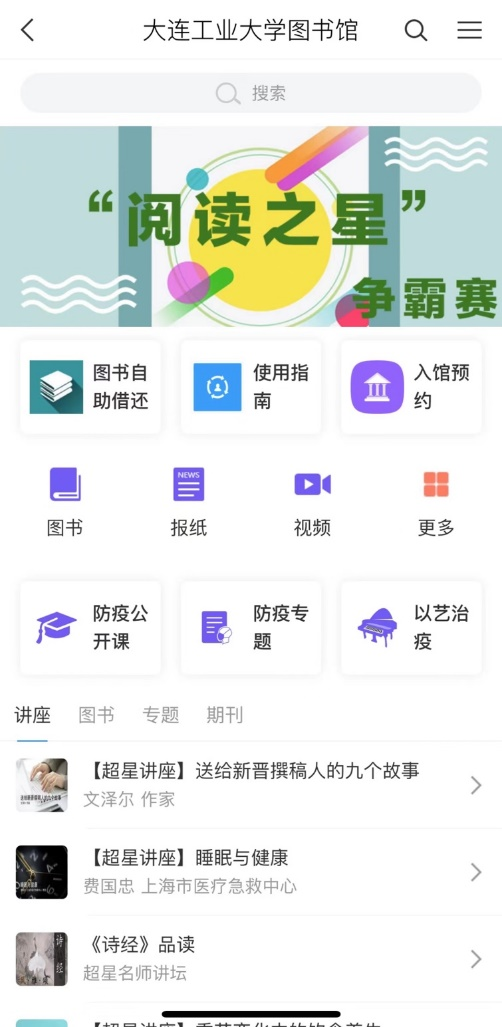 大连工业大学图书馆
搜索
“阅读之星”
争霸赛
图书自
助借还
使用指
南
入馆预
约
图书
NEWS
报纸
视频
更多
防疫公
开课
防疫专
题
以艺治
疫
讲座 图书 专题 期刊
【超星讲座】送给新晋撰稿人的九个故事
文泽尔 作家
【超星讲座】睡眠与健康
费国忠 上海市医疗急救中心
诗
经
《诗经》品读
超星名师讲坛